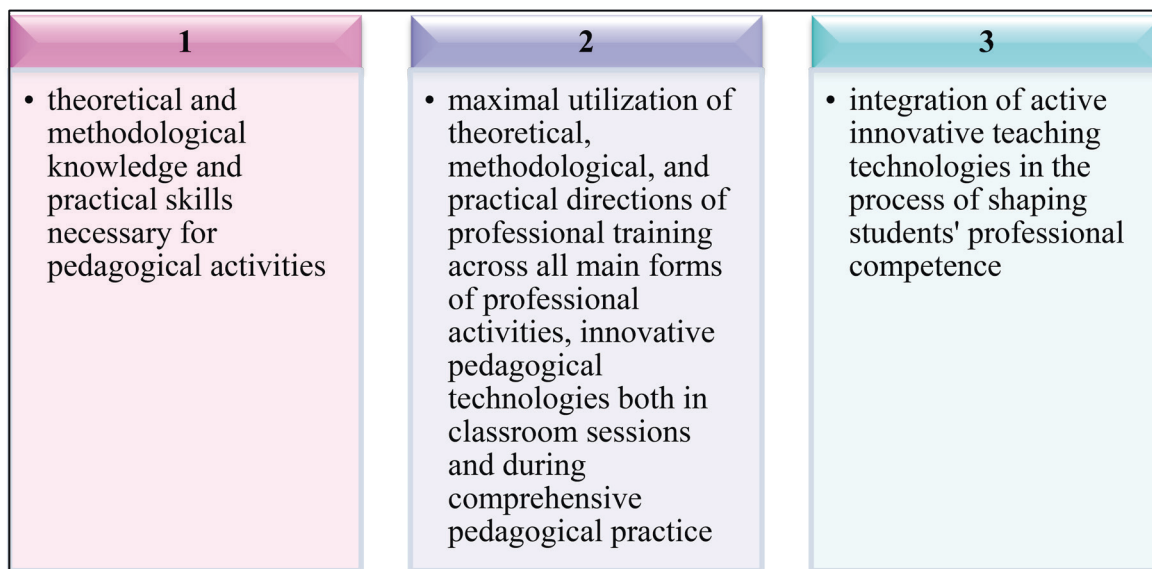 1
• theoretical and
methodological
knowledge and
practical skills
necessary for
pedagogical activities
2
• maximal utilization of
theoretical,
methodological, and
practical directions of
professional training
across all main forms
of professional
activities, innovative
pedagogical
technologies both in
classroom sessions
and during
comprehensive
pedagogical practice
3
• integration of active
innovative teaching
technologies in the
process of shaping
students' professional
competence